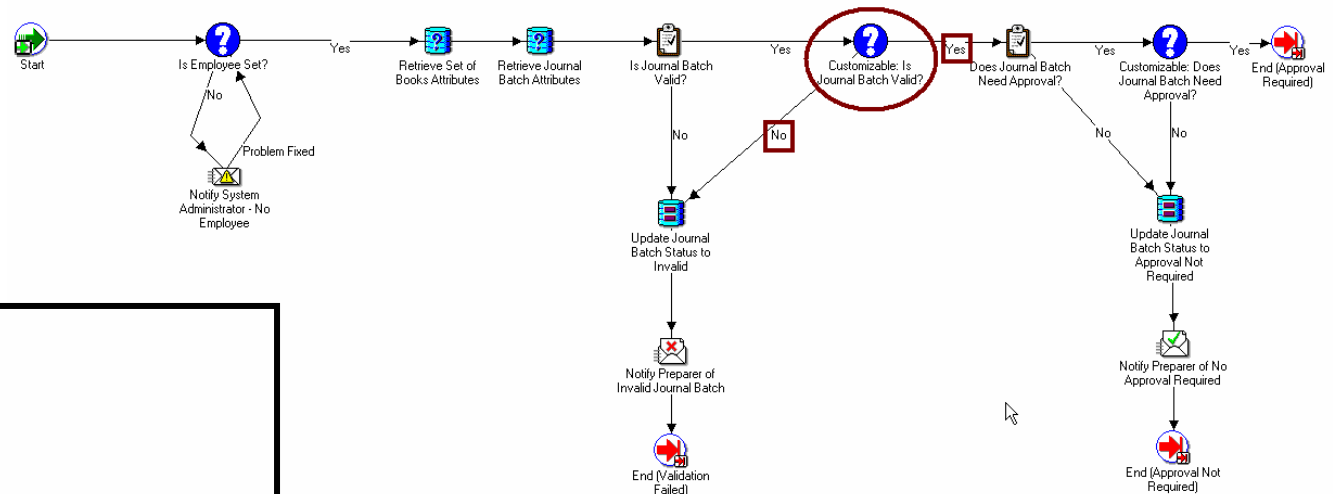 Start
Is Employee Set?
Yes
Retrieve Set of
Books Attributes
Retrieve Journal
Batch Attributes
Is Journal Batch
Valid?
Yes
Customizable: Is
Journal Batch Valid?
Yes
Does Journal Batch
Need Approval?
Yes
Customizable: Does
Journal Batch Need
Approval?
Yes
End (Approval
Required)
No
Problem Fixed
Notify System
Administrator - No
Employee
No
No
No
No
Update Journal
Batch Status to
Invalid
Update Journal
Batch Status to
Approval Not
Required
Notify Preparer of
Invalid Journal Batch
Notify Preparer of No
Approval Required
End (Validation
Failed)
End (Approval Not
Required)